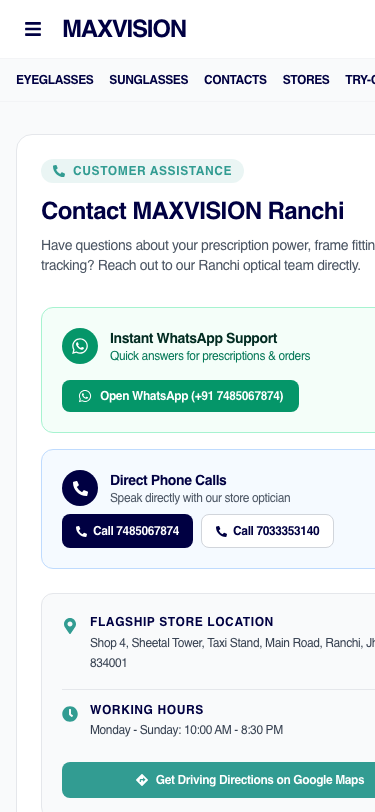 MAXVISION
EYEGLASSES SUNGLASSES CONTACTS STORES TRY-
CUSTOMER ASSISTANCE
Contact MAXVISION Ranchi
Have questions about your prescription power, frame
tracking? Reach out to our Ranchi optical team directly.
Instant WhatsApp Support
Quick answers for prescriptions & orders
Open WhatsApp (+91 7485067874)
Direct Phone Calls
Speak directly with our store optician
Call 7485067874 Call 7033353140
FLAGSHIP STORE LOCATION
Shop 4, Sheetal Tower, Taxi Stand, Main Road, Ranchi,
834001
WORKING HOURS
Monday - Sunday: 10:00 AM - 8:30 PM
Get Driving Directions on Google Maps